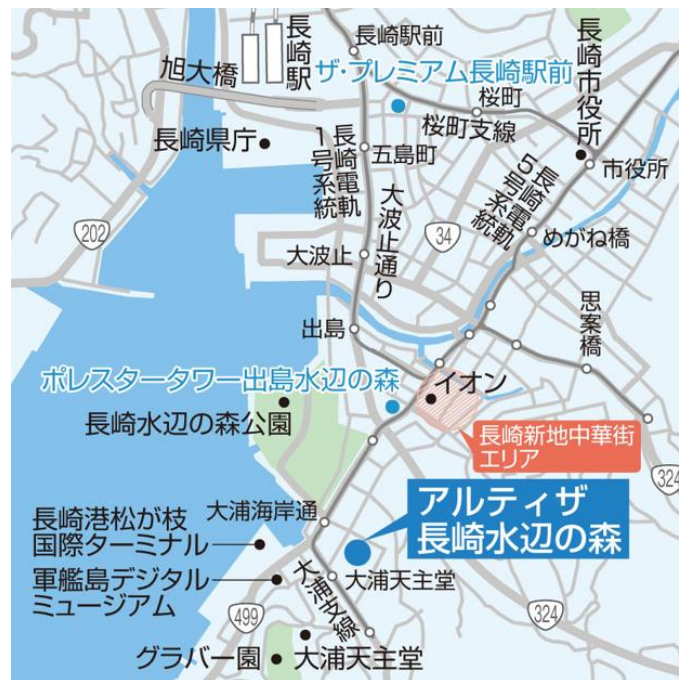 長崎駅
長崎駅前
旭大橋
ザ・プレミアム長崎駅前
長崎市役所
桜町
桜町支線
長崎県庁
長崎電軌
1号系統
五島町
長崎電軌
5号系統
市役所
202
大波止通り
34
めがね橋
大波止
思案橋
出島
ポレスタータワー出島水辺の森
イオン
長崎水辺の森公園
長崎新地中華街
エリア
324
アルティザ
長崎水辺の森
長崎港松が枝
国際ターミナル
大浦海岸通
軍艦島デジタル
ミュージアム
大浦天主堂
大浦支線
499
324
グラバー園
大浦天主堂